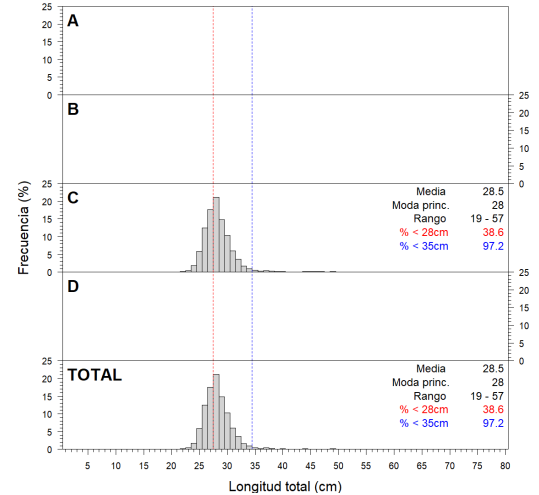 25
20
15
10
5
0
A
B
25
20
15
10
5
0
Frecuencia (%)
25
20
15
10
5
0
C
Media 28.5
Moda princ. 28
Rango 19 - 57
% < 28cm 38.6
% < 35cm 97.2
D
25
20
15
10
5
0
25
20
15
10
5
0
TOTAL
Media 28.5
Moda princ. 28
Rango 19 - 57
% < 28cm 38.6
% < 35cm 97.2
5 10 15 20 25 30 35 40 45 50 55 60 65 70 75 80
Longitud total (cm)